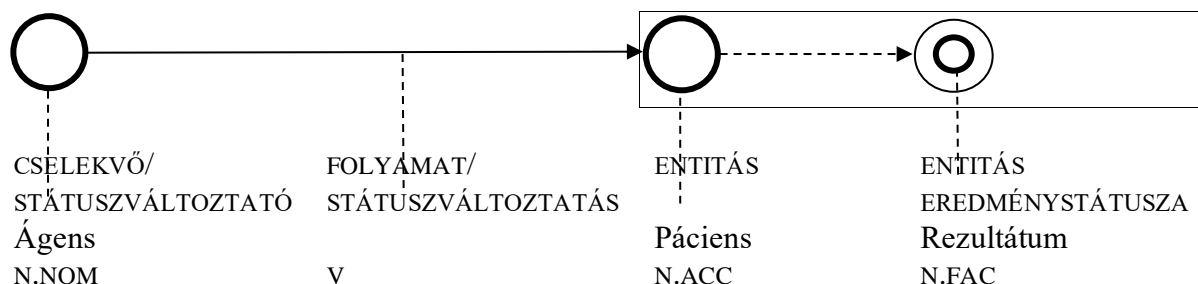 CSELEKVŐ/ FOLYAMAT/ ENTITÁS ENTITÁS
STÁTUSZVÁLTOZTATÓ STÁTUSZVÁLTOZTATÁS EREDMÉNYSTÁTUSZA
Ágens Páciens Rezultátum
N.NOM V N.ACC N.FAC